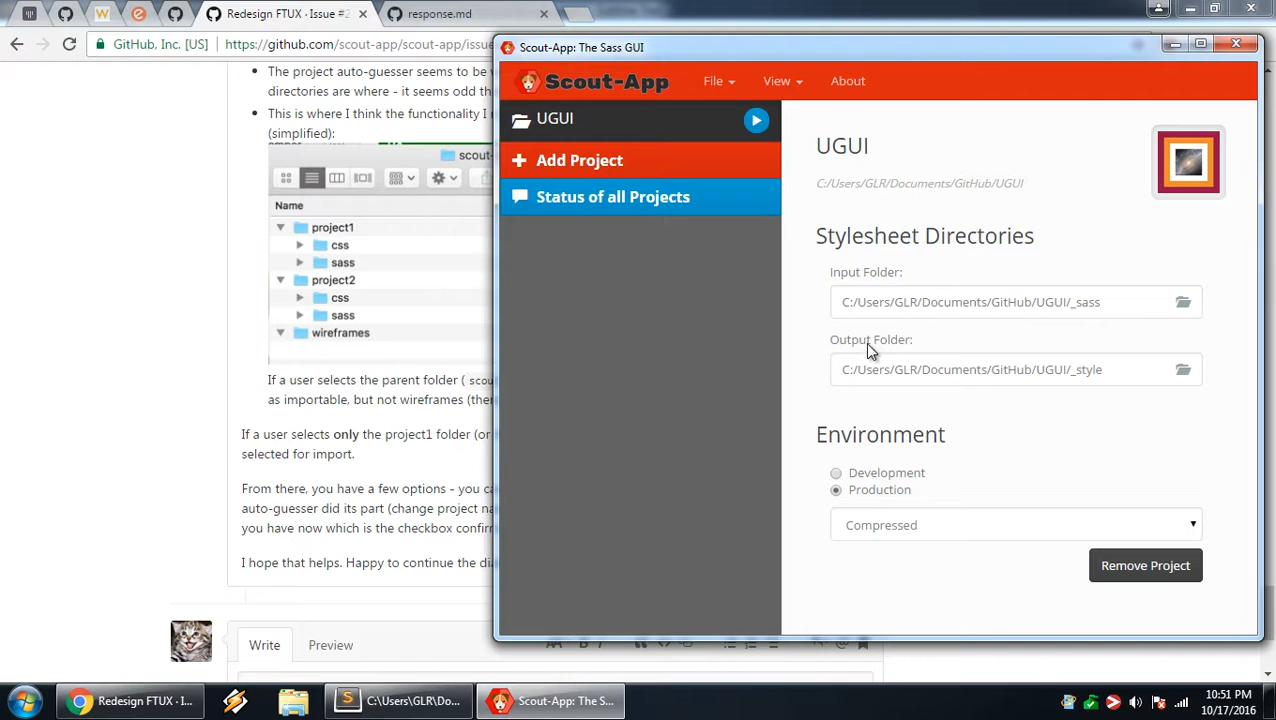 Redesign FTUX · Issue #2
response.md
GitHub, Inc. [US]
https://github.com/scout-app/scout-app/issue
The project auto-guesser seems to be v
directories are where - it seems odd th
This is where I think the functionality I r
(simplified):
scout-
Name
project1
css
sass
project2
css
sass
wireframes
If a user selects the parent folder ( scou
as importable, but not wireframes (ther
If a user selects only the project1 folder (or
selected for import.
From there, you have a few options - you ca
auto-guesser did its part (change project na
you have now which is the checkbox confirm
I hope that helps. Happy to continue the dia
Write
Preview
Scout-App: The Sass GUI
Scout-App
File
View
About
UGUI
Add Project
Status of all Projects
UGUI
C:/Users/GLR/Documents/GitHub/UGUI
Stylesheet Directories
Input Folder:
C:/Users/GLR/Documents/GitHub/UGUI/_sass
Output Folder:
C:/Users/GLR/Documents/GitHub/UGUI/_style
Environment
Development
Production
Compressed
Remove Project
Redesign FTUX · I...
C:\Users\GLR\Do...
Scout-App: The S...
10:51 PM
10/17/2016